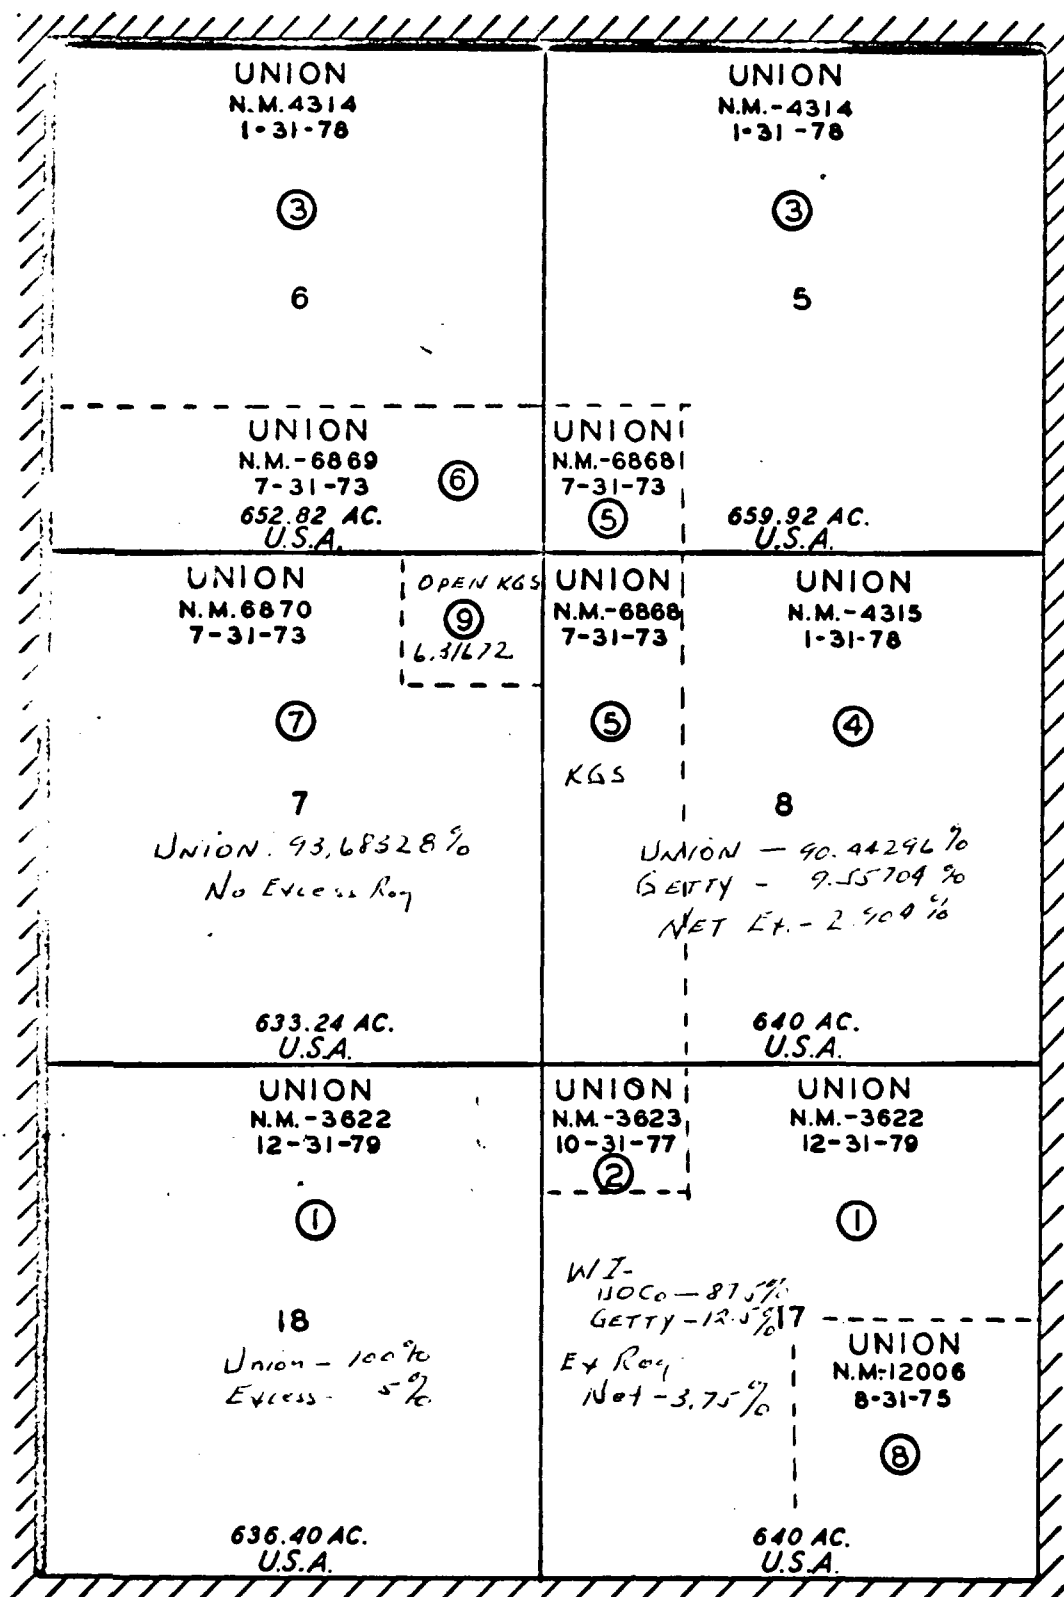 UNION
N.M.4314
1-31-78
3
6
UNION
N.M.-6869
7-31-73
6
652.82 AC.
U.S.A.
UNION
N.M.-4314
1-31-78
3
5
UNION
N.M.-6868
7-31-73
5
659.92 AC.
U.S.A.
UNION
N.M.6870
7-31-73
OPEN KGS
9
6.31672
7
7
UNION. 93.68328%
No Excess Roy
633.24 AC.
U.S.A.
UNION
N.M.-6868
7-31-73
5
KGS
UNION
N.M.-4315
1-31-78
4
8
UNION — 90.44296%
GETTY - 9.55704%
NET Ex. - 2.904%
640 AC.
U.S.A.
UNION
N.M.-3622
12-31-79
1
18
Union - 100%
Excess - 5%
636.40 AC.
U.S.A.
UNION
N.M.-3623
10-31-77
2
UNION
N.M.-3622
12-31-79
1
WI-
UOCo — 87.5%
GETTY - 12.5%
17
Ex Roy
Net - 3.75%
UNION
N.M.-12006
8-31-75
8
640 AC.
U.S.A.